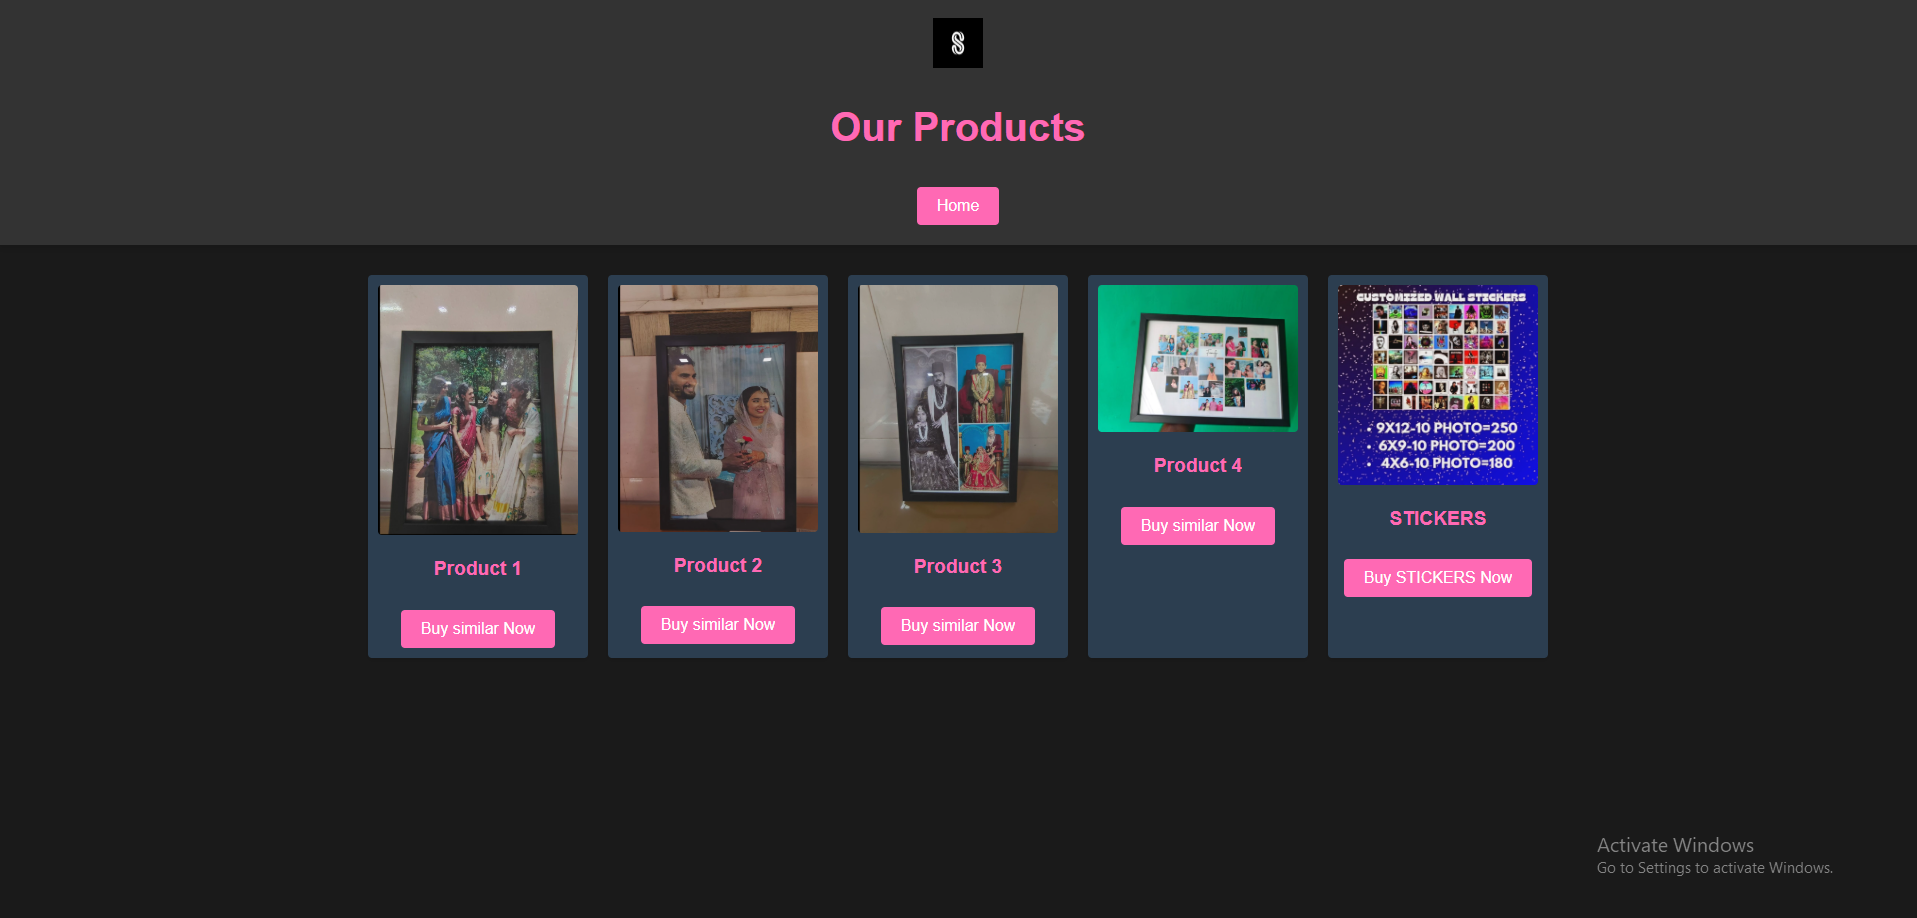 S
Our Products
Home
Product 1
Buy similar Now
Product 2
Buy similar Now
Product 3
Buy similar Now
Product 4
Buy similar Now
CUSTOMIZED WALL STICKERS
• 9X12-10 PHOTO=250
• 6X9-10 PHOTO=200
• 4X6-10 PHOTO=180
STICKERS
Buy STICKERS Now
Activate Windows
Go to Settings to activate Windows.